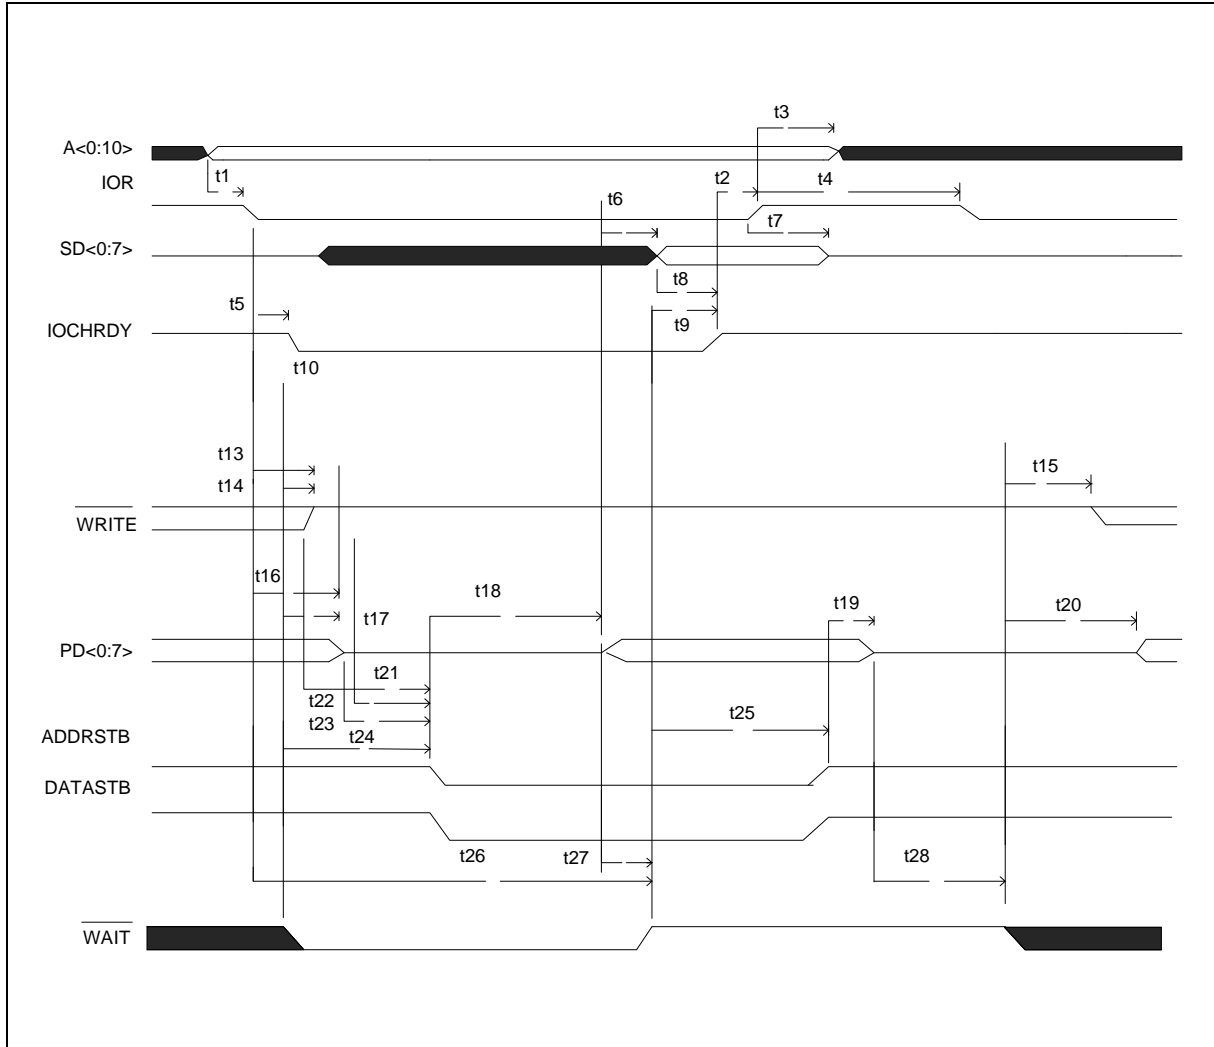 t3
A<0:10>
t1
t2
t4
IOR
t6
t7
SD<0:7>
t8
t5
t9
IOCHRDY
t10
t13
t15
t14
WRITE
t16
t18
t19
t20
t17
PD<0:7>
t21
t22
t23
t25
t24
ADDRSTB
DATASTB
t26
t27
t28
WAIT